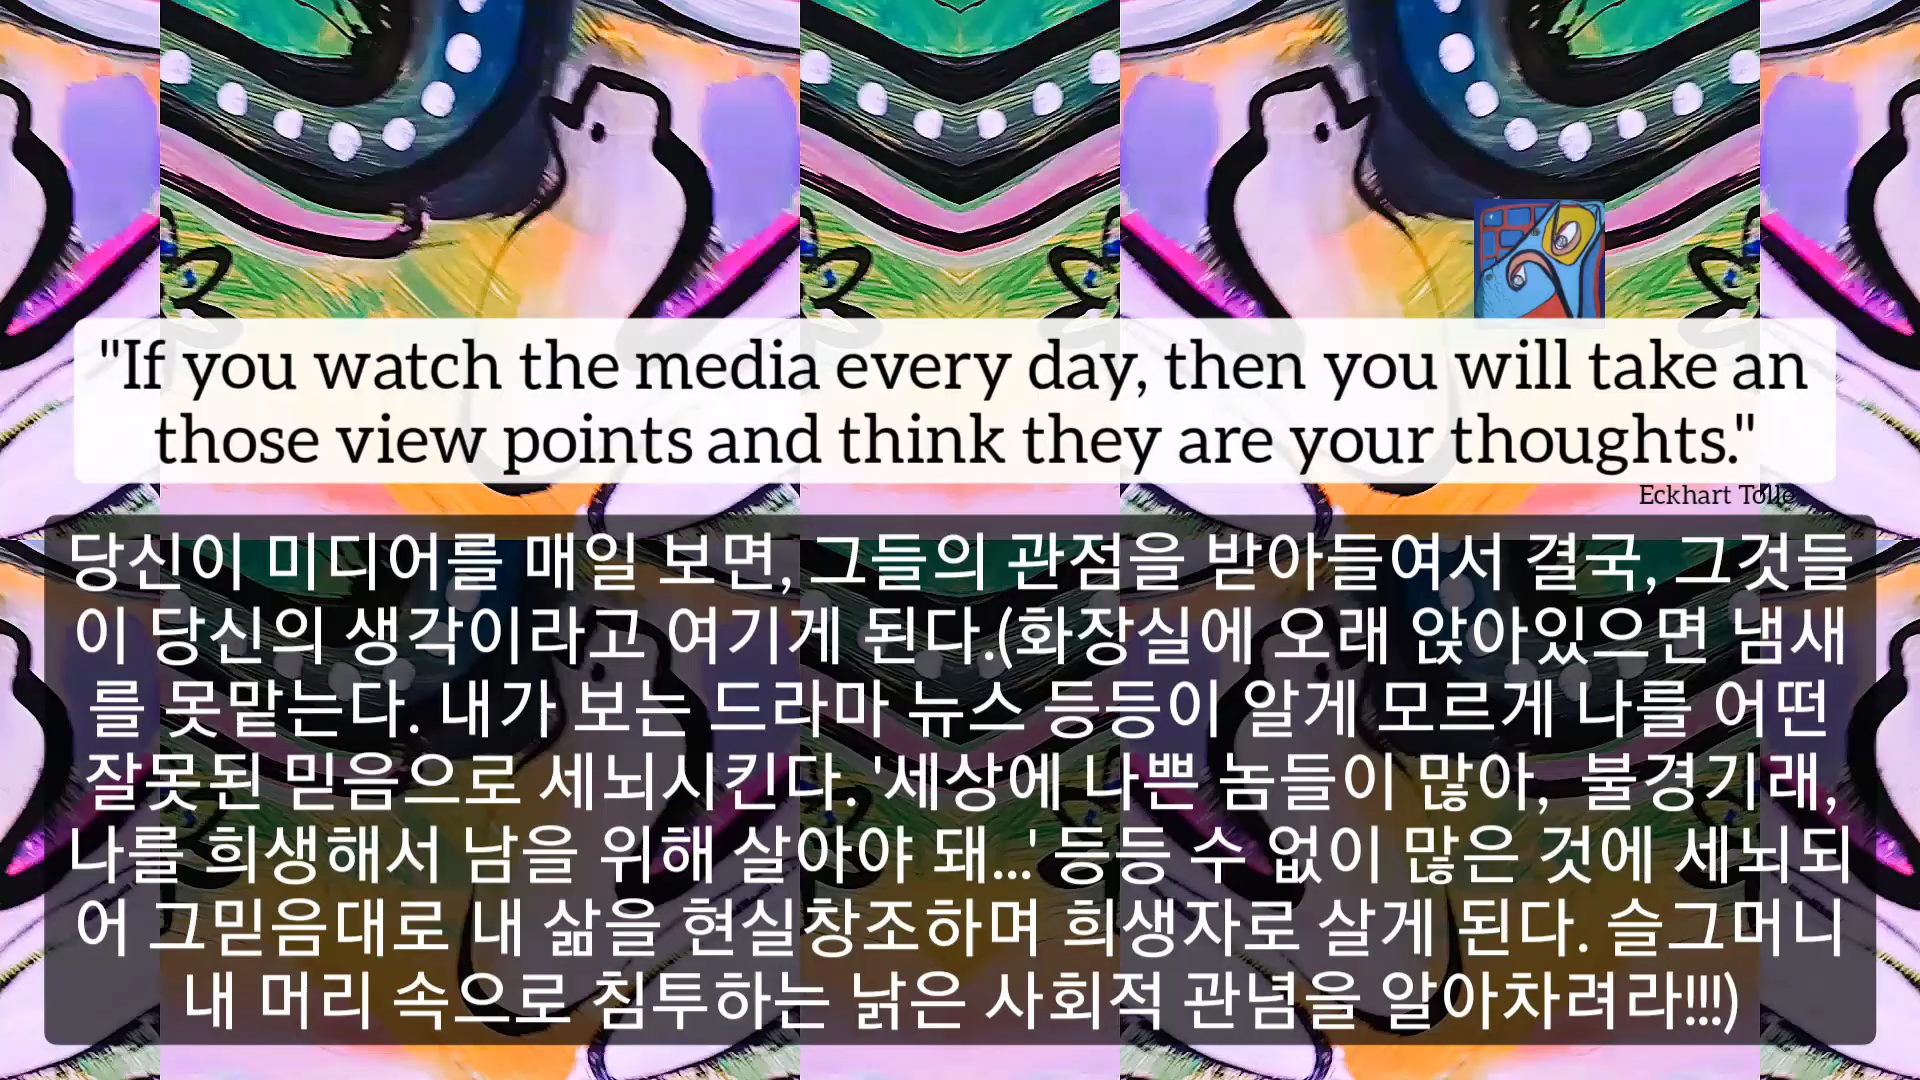 "If you watch the media every day, then you will take an
those view points and think they are your thoughts."
Eckhart Tolle
당신이 미디어를 매일 보면, 그들의 관점을 받아들여서 결국, 그것들
이 당신의 생각이라고 여기게 된다.(화장실에 오래 앉아있으면 냄새
를 못맡는다. 내가 보는 드라마 뉴스 등등이 알게 모르게 나를 어떤
잘못된 믿음으로 세뇌시킨다. '세상에 나쁜 놈들이 많아, 불경기래,
나를 희생해서 남을 위해 살아야 돼...' 등등 수 없이 많은 것에 세뇌되
어 그믿음대로 내 삶을 현실창조하며 희생자로 살게 된다. 슬그머니
내 머리 속으로 침투하는 낡은 사회적 관념을 알아차려라!!!)